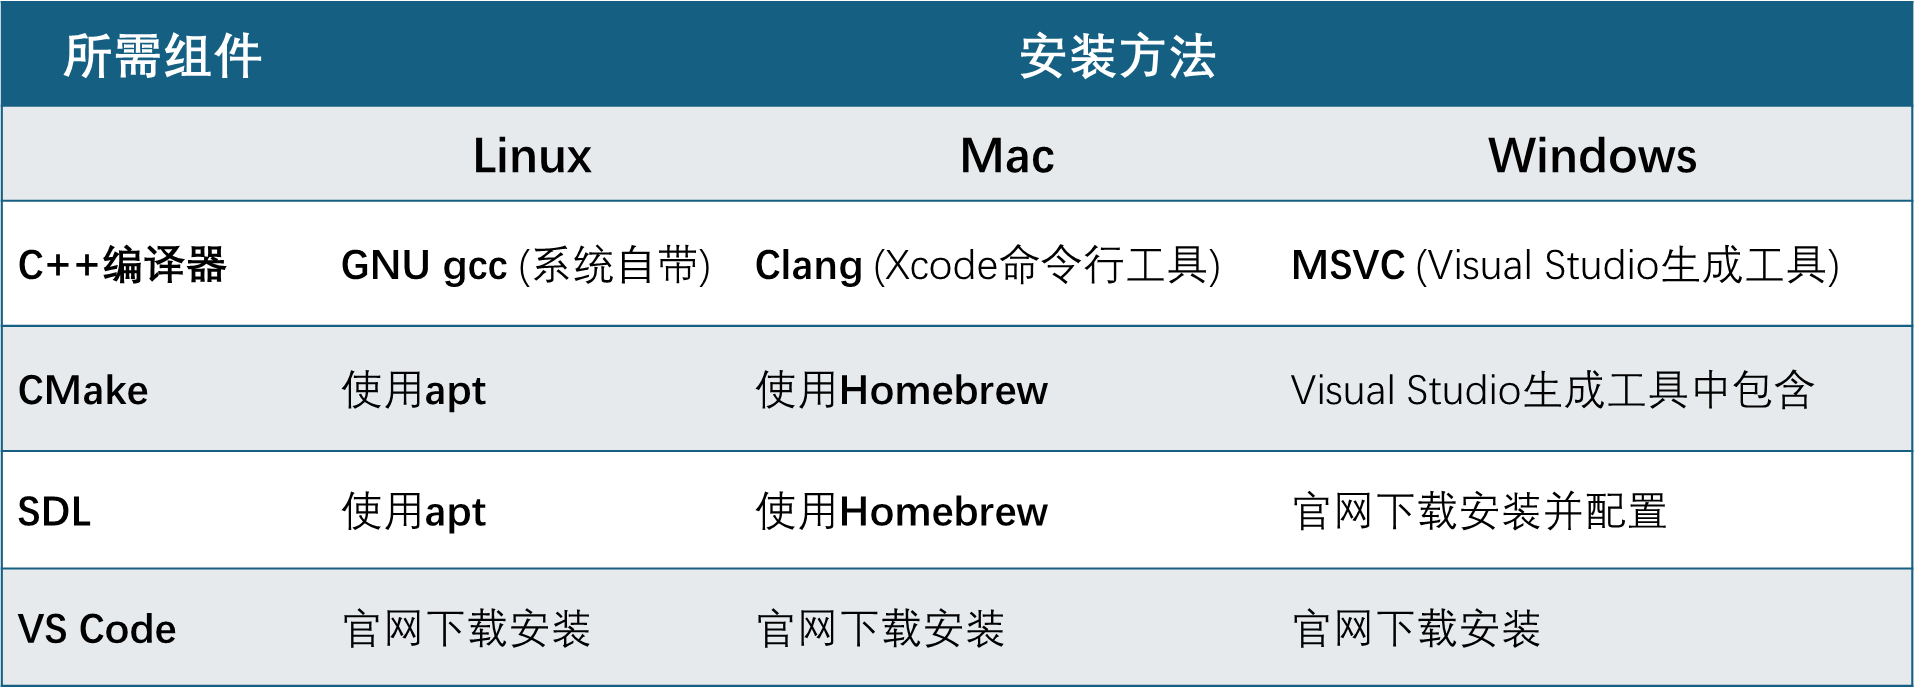 所需组件 安装方法
Linux Mac Windows
C++编译器 GNU gcc (系统自带) Clang (Xcode命令行工具) MSVC (Visual Studio生成工具)
CMake 使用apt 使用Homebrew Visual Studio生成工具中包含
SDL 使用apt 使用Homebrew 官网下载安装并配置
VS Code 官网下载安装 官网下载安装 官网下载安装